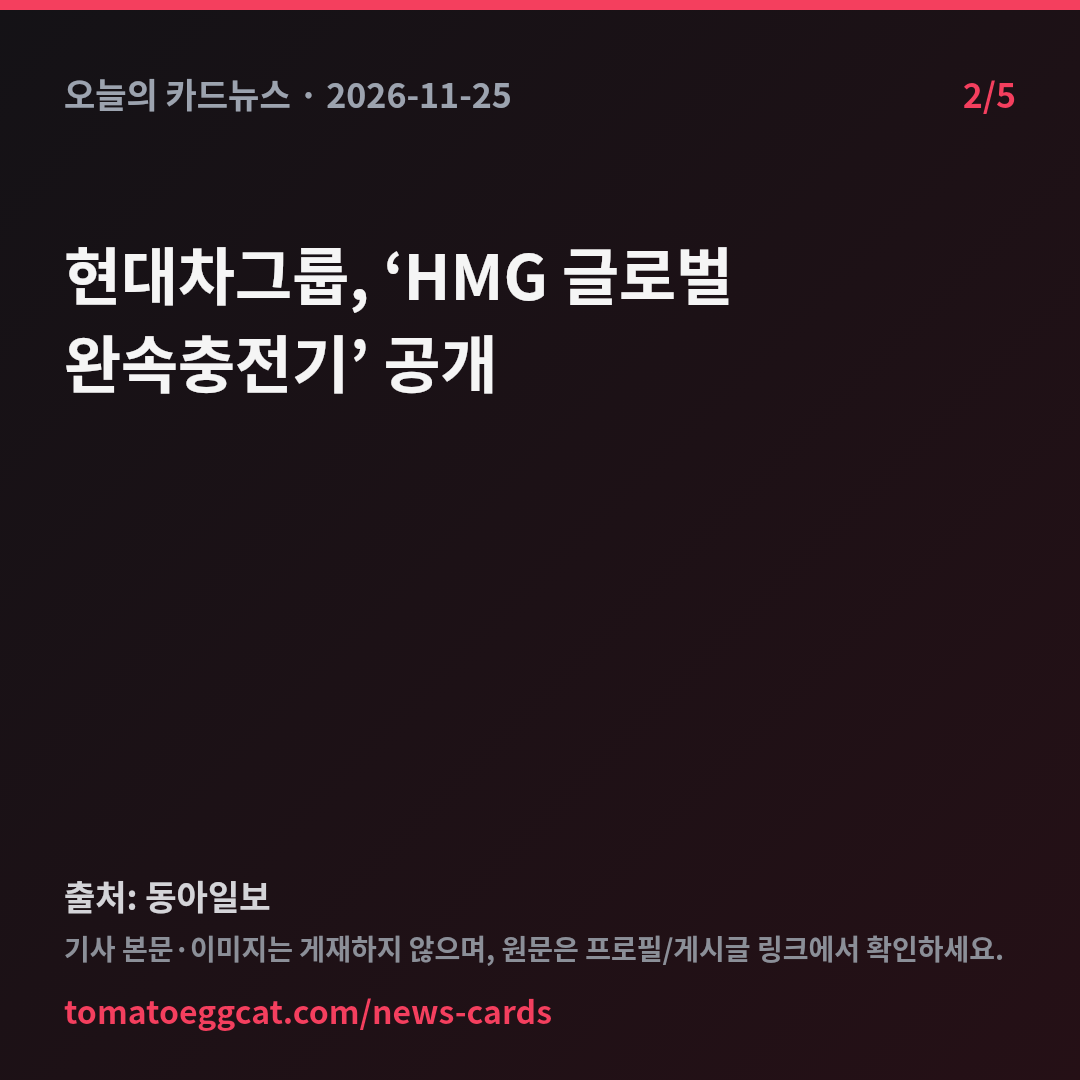 오늘의 카드뉴스 · 2026-11-25
2/5
현대차그룹, ‘HMG 글로벌
완속충전기’ 공개
출처: 동아일보
기사 본문·이미지는 게재하지 않으며, 원문은 프로필/게시글 링크에서 확인하세요.
tomatoeggcat.com/news-cards